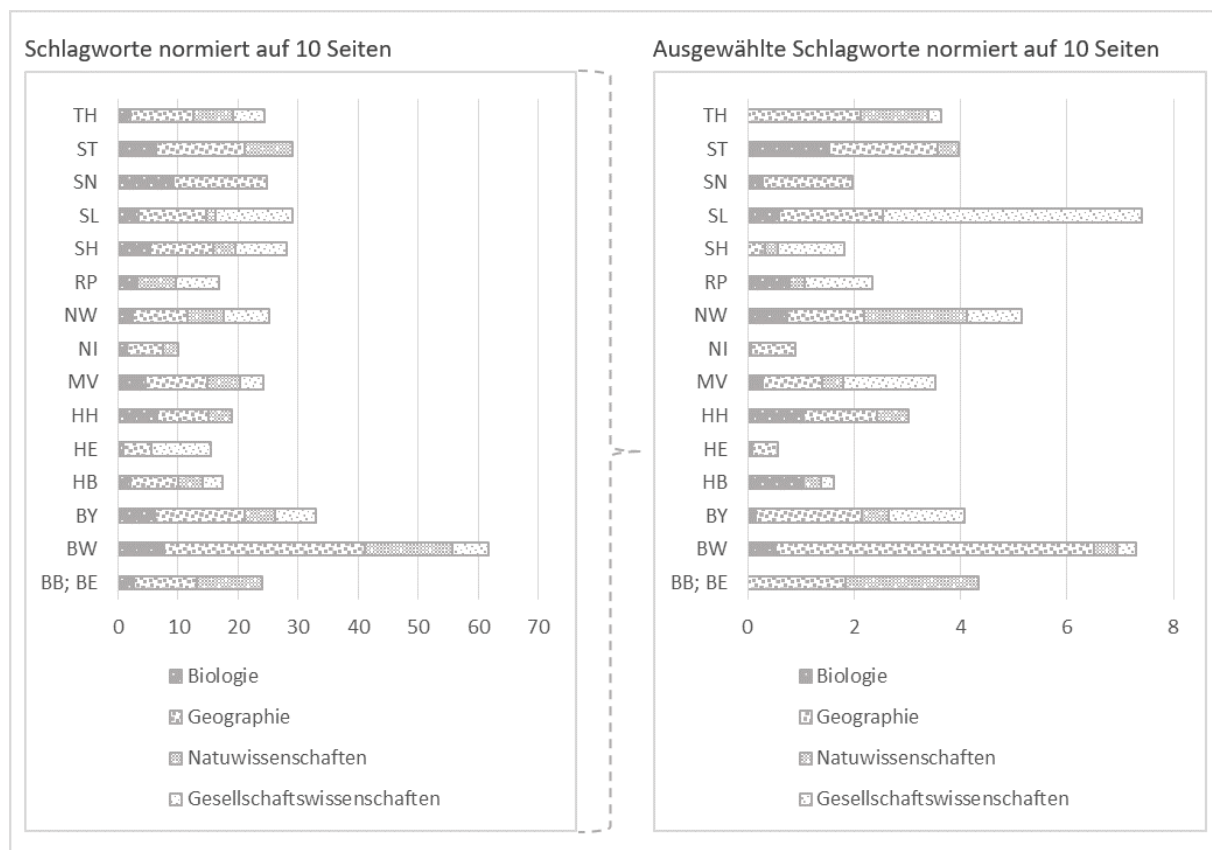 Schlagworte normiert auf 10 Seiten
TH
ST
SN
SL
SH
RP
NW
NI
MV
HH
HE
HB
BY
BW
BB; BE
0 10 20 30 40 50 60 70
Biologie
Geographie
Natuwissenschaften
Gesellschaftswissenschaften
Ausgewählte Schlagworte normiert auf 10 Seiten
TH
ST
SN
SL
SH
RP
NW
NI
MV
HH
HE
HB
BY
BW
BB; BE
0 2 4 6 8
Biologie
Geographie
Natuwissenschaften
Gesellschaftswissenschaften